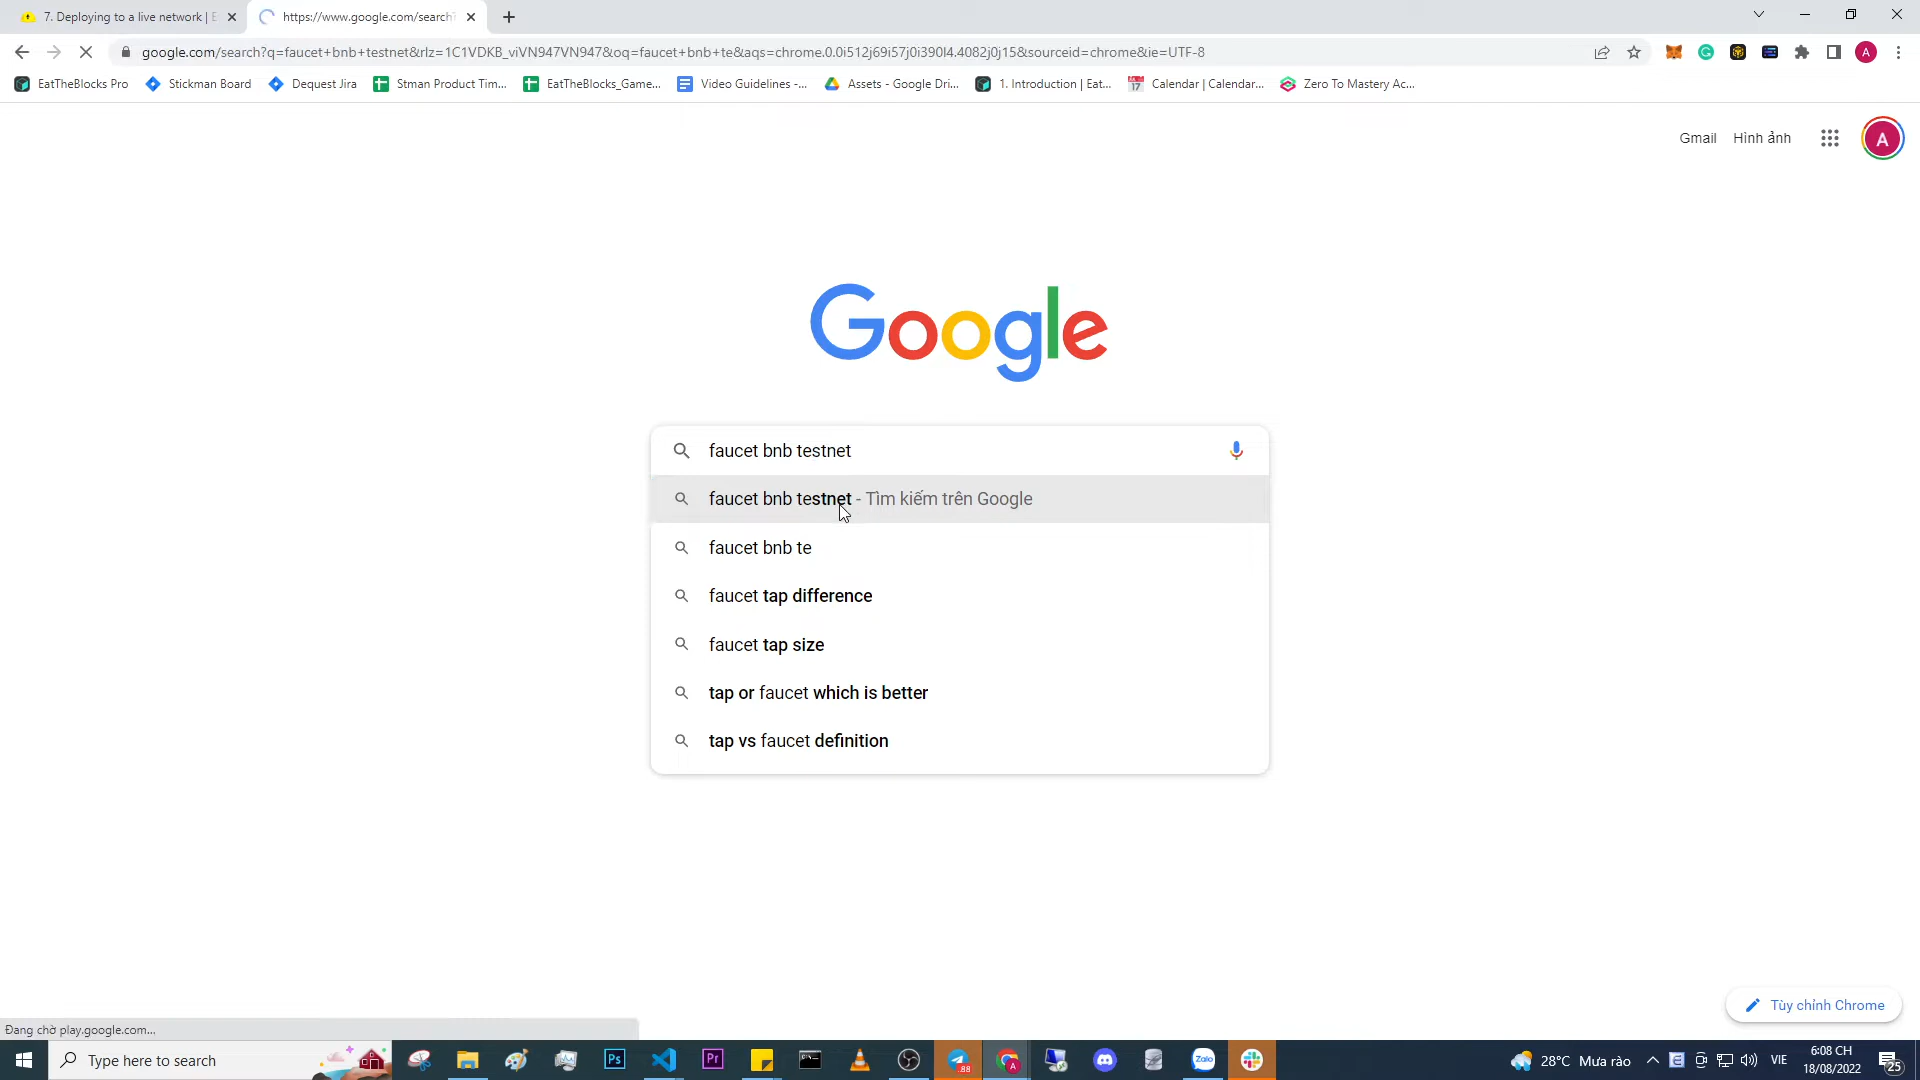 7. Deploying to a live network | E
https://www.google.com/search?
google.com/search?q=faucet+bnb+testnet&rlz=1C1VDKB_viVN947VN947&oq=faucet+bnb+te&aqs=chrome.0.0i512j69i57j0i390l4.4082j0j15&sourceid=chrome&ie=UTF-8
A
EatTheBlocks Pro
Stickman Board
Dequest Jira
Stman Product Tim...
EatTheBlocks_Game...
Video Guidelines -...
Assets - Google Dri...
1. Introduction | Eat...
17
Calendar | Calendar...
Zero To Mastery Ac...
Gmail
Hình ảnh
A
Google
faucet bnb testnet
faucet bnb testnet - Tìm kiếm trên Google
faucet bnb te
faucet tap difference
faucet tap size
tap or faucet which is better
tap vs faucet definition
Tùy chỉnh Chrome
Đang chờ play.google.com...
Type here to search
Ps
Pr
.88
A
Zalo
28°C Mưa rào
E
VIE
6:08 CH
18/08/2022
25